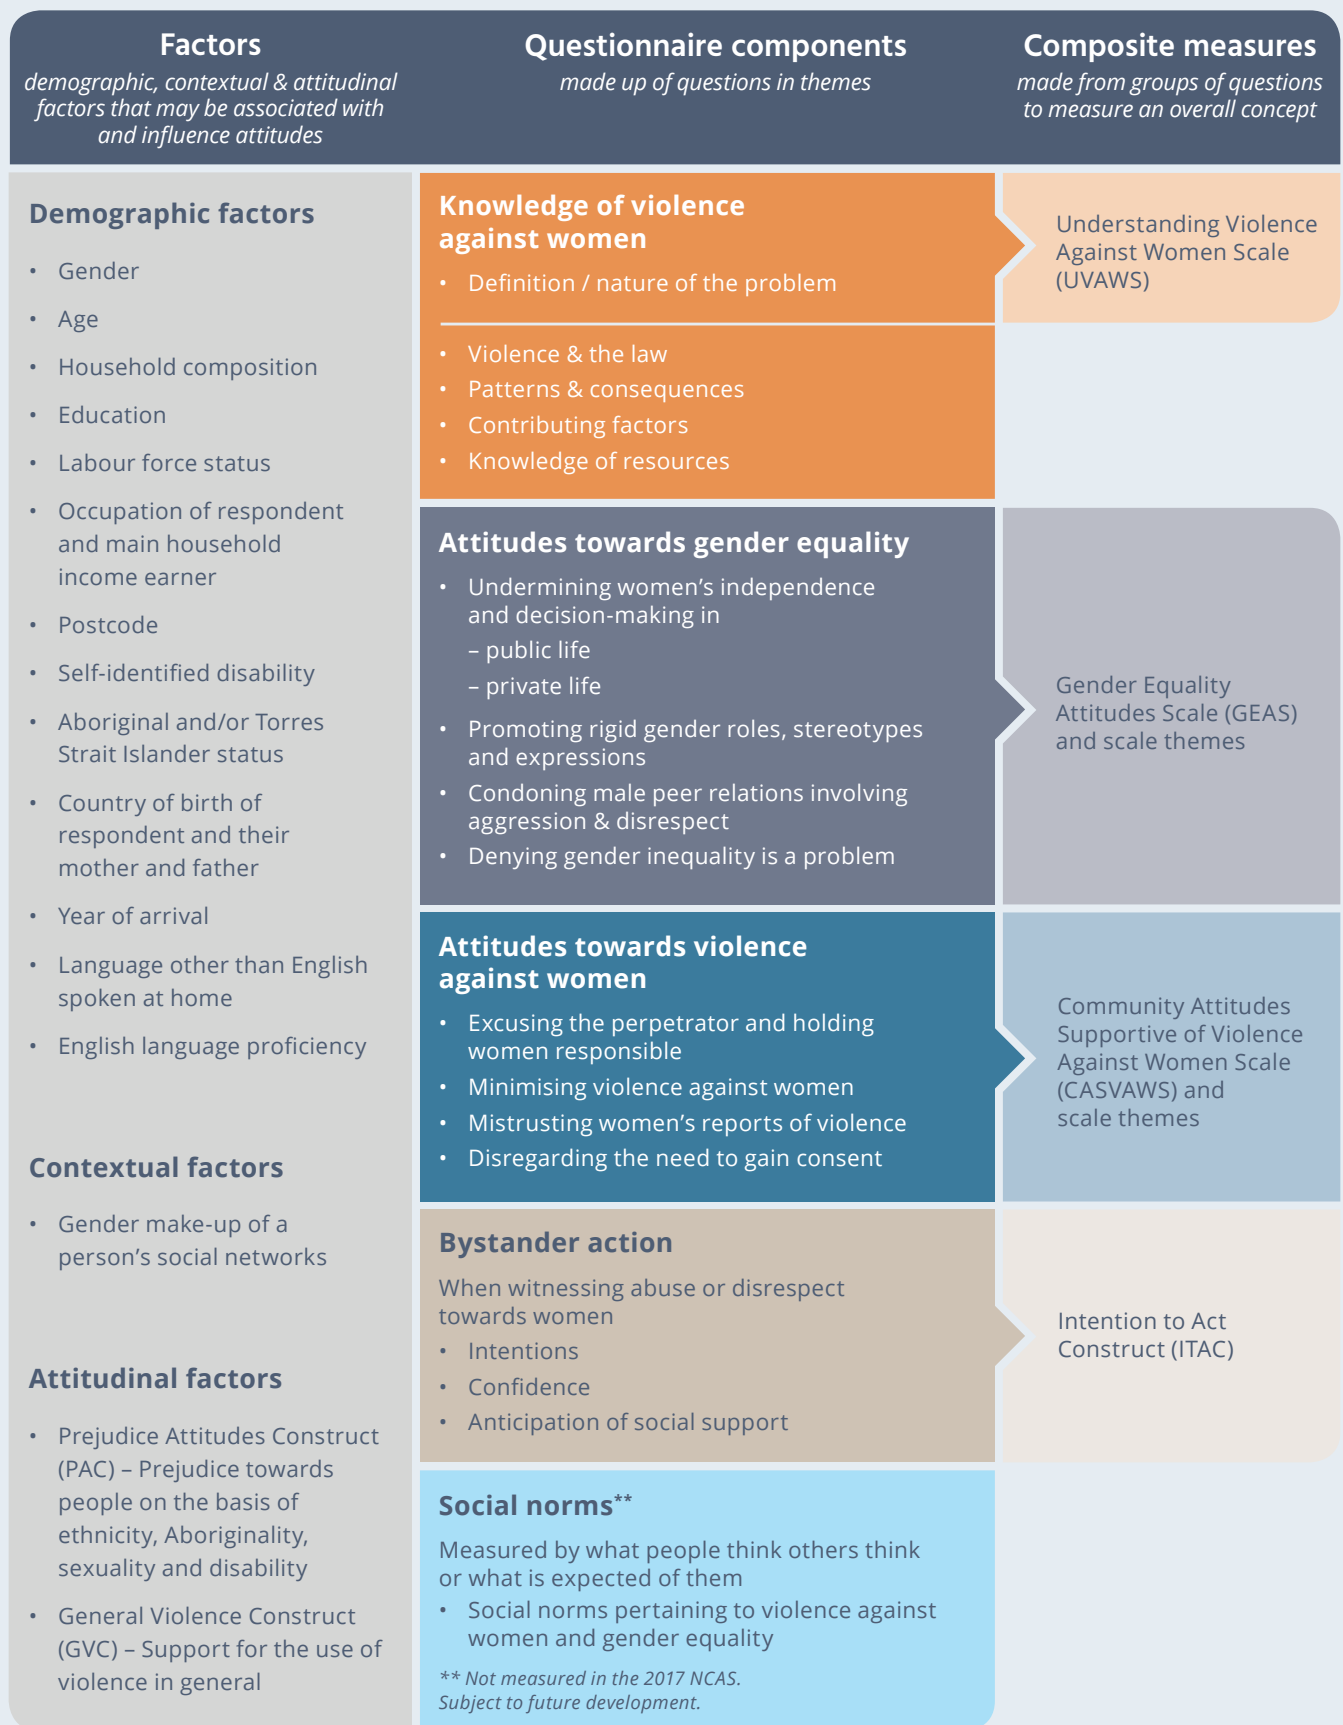 Factors
demographic, contextual & attitudinal
factors that may be associated with
and influence attitudes
Questionnaire components
made up of questions in themes
Composite measures
made from groups of questions
to measure an overall concept
Demographic factors
• Gender
• Age
• Household composition
• Education
• Labour force status
• Occupation of respondent
and main household
income earner
• Postcode
• Self-identified disability
• Aboriginal and/or Torres
Strait Islander status
• Country of birth of
respondent and their
mother and father
• Year of arrival
• Language other than English
spoken at home
• English language proficiency
Contextual factors
• Gender make-up of a
person's social networks
Attitudinal factors
• Prejudice Attitudes Construct
(PAC) – Prejudice towards
people on the basis of
ethnicity, Aboriginality,
sexuality and disability
• General Violence Construct
(GVC) – Support for the use of
violence in general
Knowledge of violence
against women
• Definition / nature of the problem
• Violence & the law
• Patterns & consequences
• Contributing factors
• Knowledge of resources
Understanding Violence
Against Women Scale
(UVAWS)
Attitudes towards gender equality
• Undermining women's independence
and decision-making in
– public life
– private life
• Promoting rigid gender roles, stereotypes
and expressions
• Condoning male peer relations involving
aggression & disrespect
• Denying gender inequality is a problem
Gender Equality
Attitudes Scale (GEAS)
and scale themes
Attitudes towards violence
against women
• Excusing the perpetrator and holding
women responsible
• Minimising violence against women
• Mistrusting women's reports of violence
• Disregarding the need to gain consent
Community Attitudes
Supportive of Violence
Against Women Scale
(CASVAWS) and
scale themes
Bystander action
When witnessing abuse or disrespect
towards women
• Intentions
• Confidence
• Anticipation of social support
Intention to Act
Construct (ITAC)
Social norms**
Measured by what people think others think
or what is expected of them
• Social norms pertaining to violence against
women and gender equality
** Not measured in the 2017 NCAS.
Subject to future development.